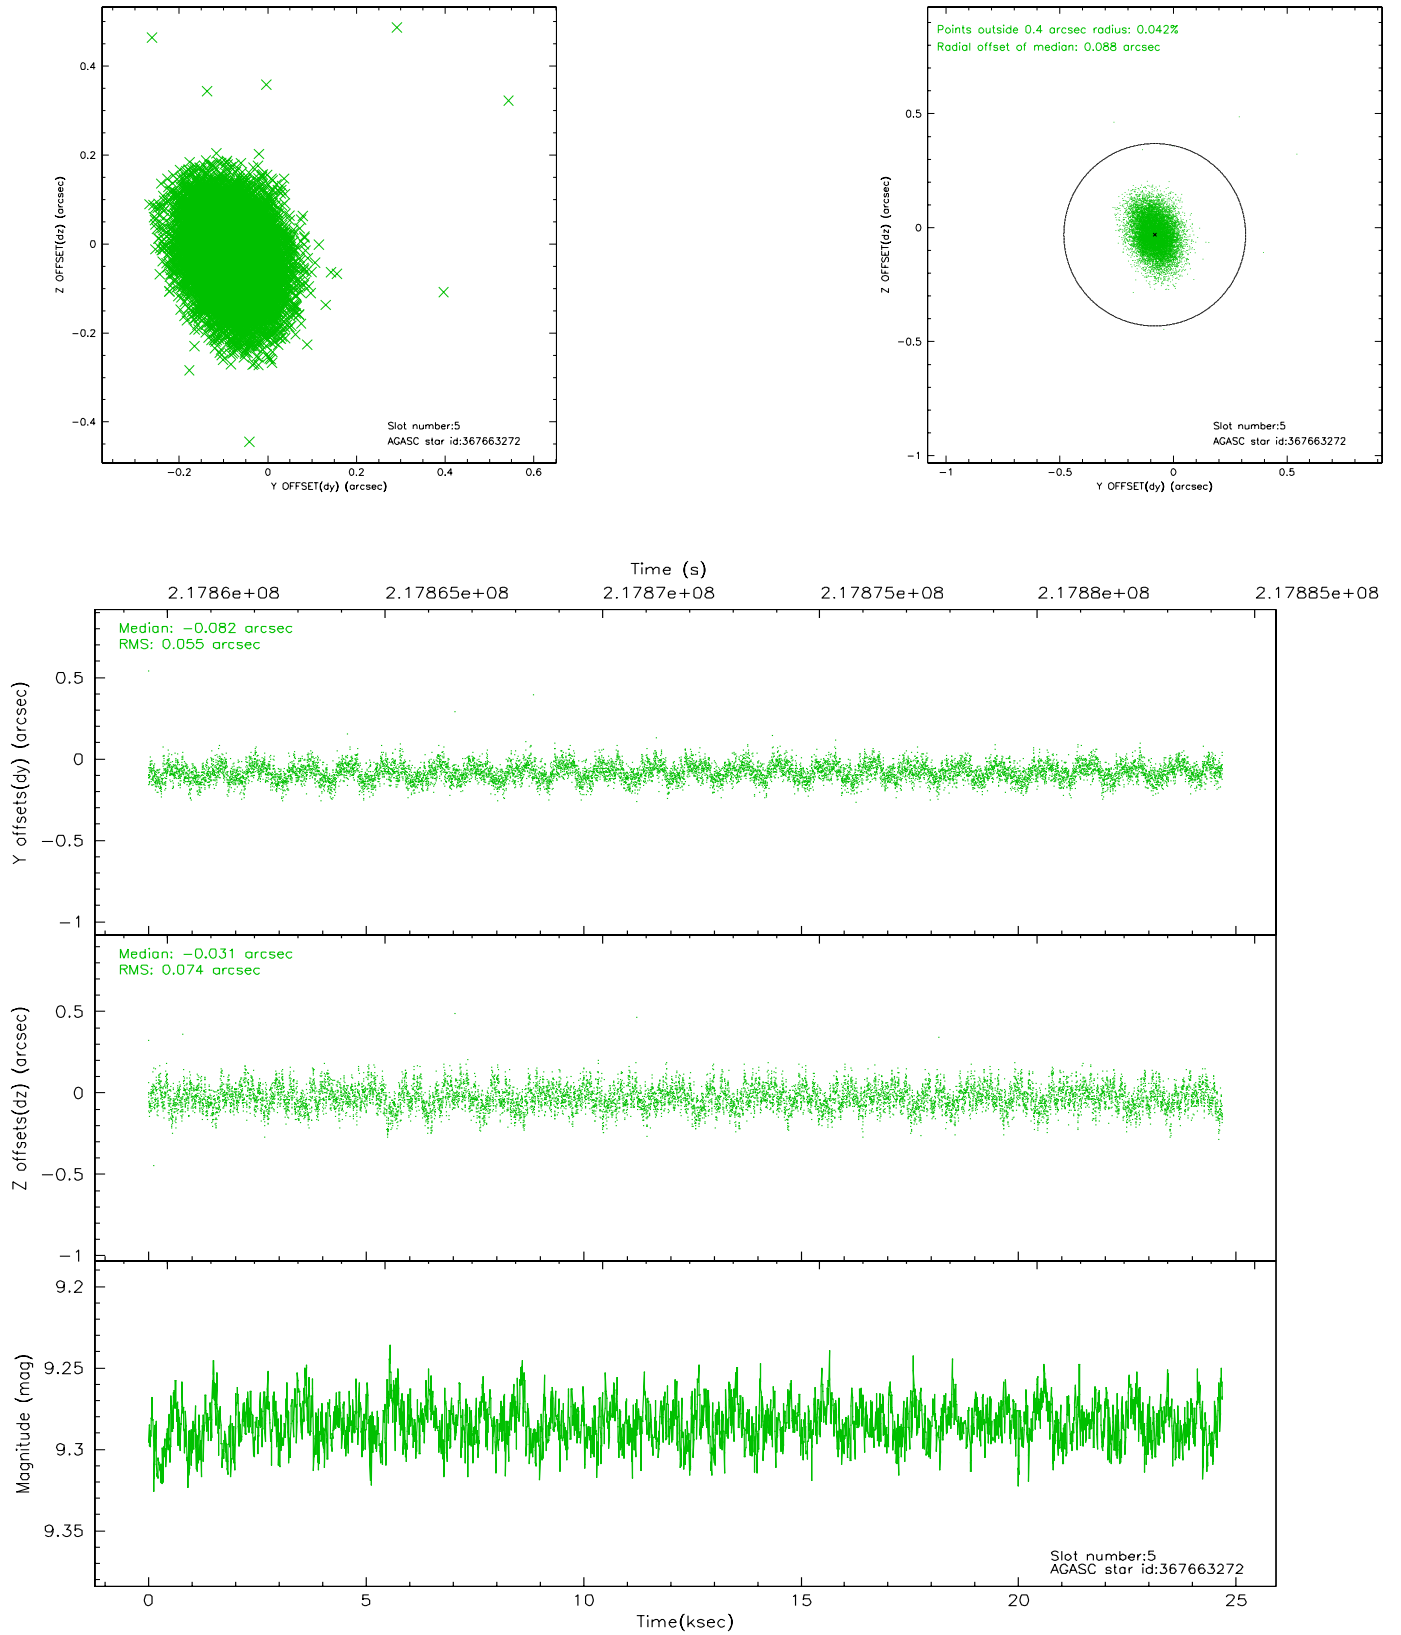 0.4
0.2
0
−0.2
−0.4
Z OFFSET(dz) (arcsec)
Slot number:5
AGASC star id:367663272
−0.2 0 0.2 0.4 0.6
Y OFFSET(dy) (arcsec)
Points outside 0.4 arcsec radius: 0.042%
Radial offset of median: 0.088 arcsec
0.5
0
−0.5
−1
Z OFFSET(dz) (arcsec)
Slot number:5
AGASC star id:367663272
−1 −0.5 0 0.5
Y OFFSET(dy) (arcsec)
Time (s)
2.1786e+08 2.17865e+08 2.1787e+08 2.17875e+08 2.1788e+08 2.17885e+08
Median: −0.082 arcsec
RMS: 0.055 arcsec
0.5
0
−0.5
−1
Y offsets(dy) (arcsec)
Median: −0.031 arcsec
RMS: 0.074 arcsec
0.5
0
−0.5
−1
Z offsets(dz) (arcsec)
9.2
9.25
9.3
9.35
Magnitude (mag)
Slot number:5
AGASC star id:367663272
0 5 10 15 20 25
Time(ksec)